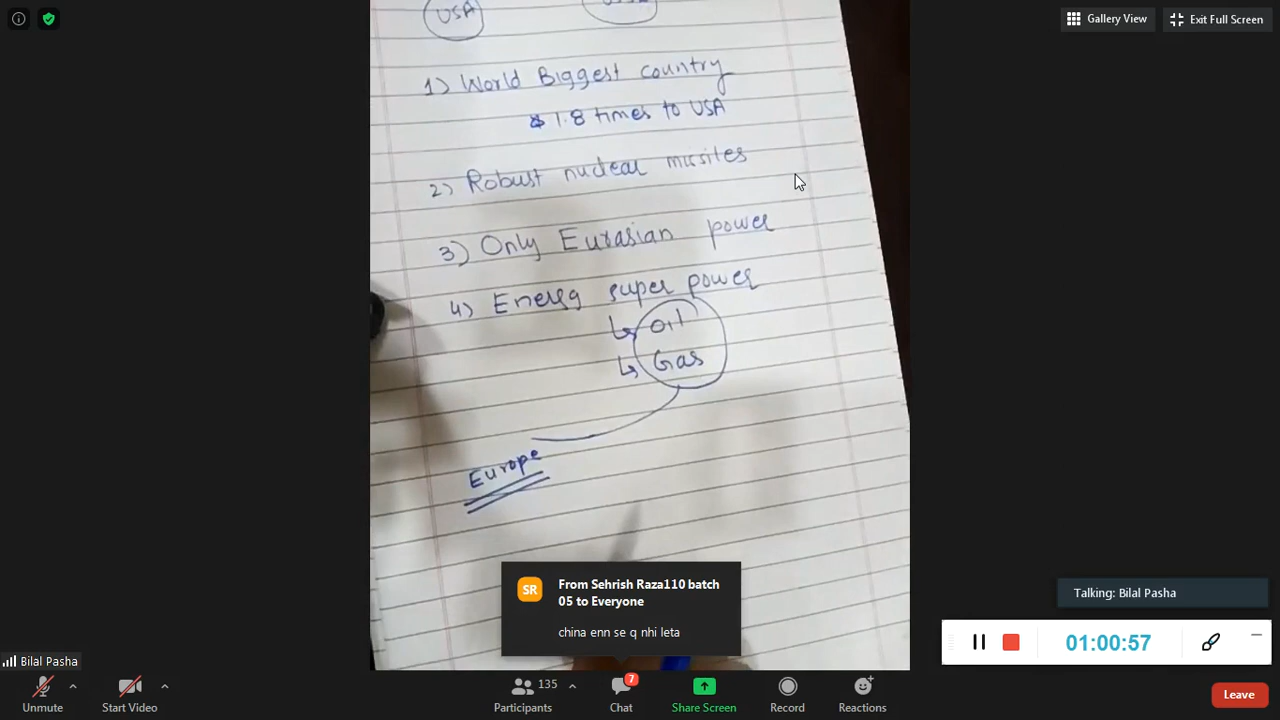 Gallery View
Exit Full Screen
USA
1) World Biggest country
1.8 times to USA
2) Robust nuclear missiles
3) Only Eurasian power
4) Energy super power
↳ Oil
↳ Gas
Europe
SR
From Sehrish Raza110 batch
05 to Everyone
china enn se q nhi leta
Talking: Bilal Pasha
01:00:57
Bilal Pasha
Unmute
Start Video
135
Participants
7
Chat
Share Screen
Record
Reactions
Leave